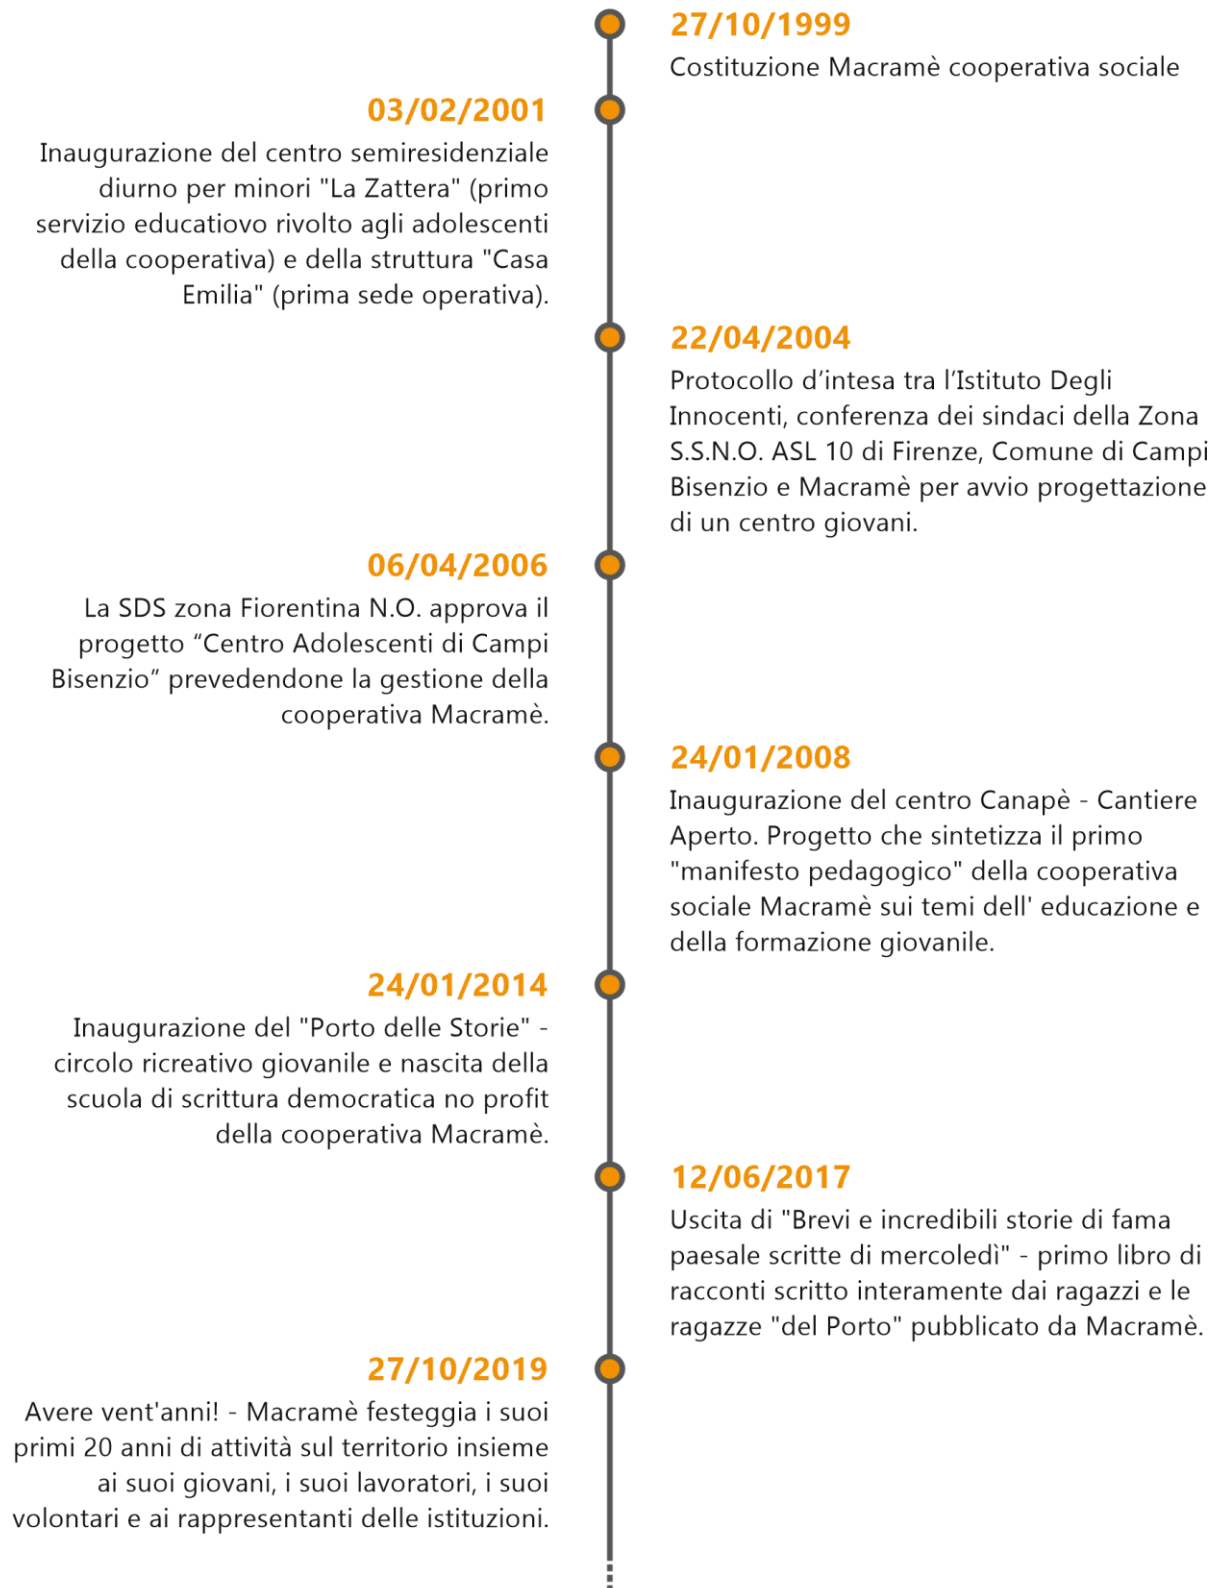 27/10/1999
Costituzione Macramè cooperativa sociale
03/02/2001
Inaugurazione del centro semiresidenziale
diurno per minori "La Zattera" (primo
servizio educatiovo rivolto agli adolescenti
della cooperativa) e della struttura "Casa
Emilia" (prima sede operativa).
22/04/2004
Protocollo d’intesa tra l’Istituto Degli
Innocenti, conferenza dei sindaci della Zona
S.S.N.O. ASL 10 di Firenze, Comune di Campi
Bisenzio e Macramè per avvio progettazione
di un centro giovani.
06/04/2006
La SDS zona Fiorentina N.O. approva il
progetto “Centro Adolescenti di Campi
Bisenzio” prevedendone la gestione della
cooperativa Macramè.
24/01/2008
Inaugurazione del centro Canapè - Cantiere
Aperto. Progetto che sintetizza il primo
"manifesto pedagogico" della cooperativa
sociale Macramè sui temi dell' educazione e
della formazione giovanile.
24/01/2014
Inaugurazione del "Porto delle Storie" -
circolo ricreativo giovanile e nascita della
scuola di scrittura democratica no profit
della cooperativa Macramè.
12/06/2017
Uscita di "Brevi e incredibili storie di fama
paesale scritte di mercoledì" - primo libro di
racconti scritto interamente dai ragazzi e le
ragazze "del Porto" pubblicato da Macramè.
27/10/2019
Avere vent'anni! - Macramè festeggia i suoi
primi 20 anni di attività sul territorio insieme
ai suoi giovani, i suoi lavoratori, i suoi
volontari e ai rappresentanti delle istituzioni.